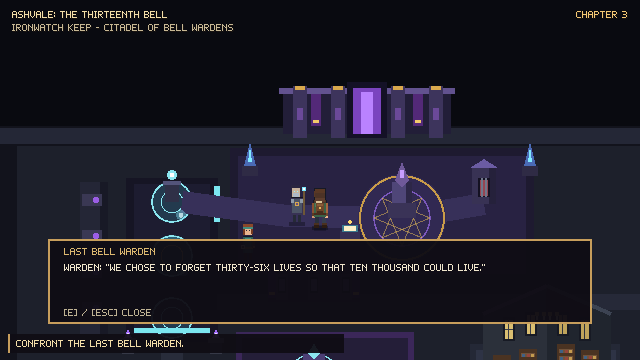 ASHVALE: THE THIRTEENTH BELL
CHAPTER 3
IRONWATCH KEEP - CITADEL OF BELL WARDENS
LAST BELL WARDEN
WARDEN: "WE CHOSE TO FORGET THIRTY-SIX LIVES SO THAT TEN THOUSAND COULD LIVE."
[E] / [ESC] CLOSE
CONFRONT THE LAST BELL WARDEN.